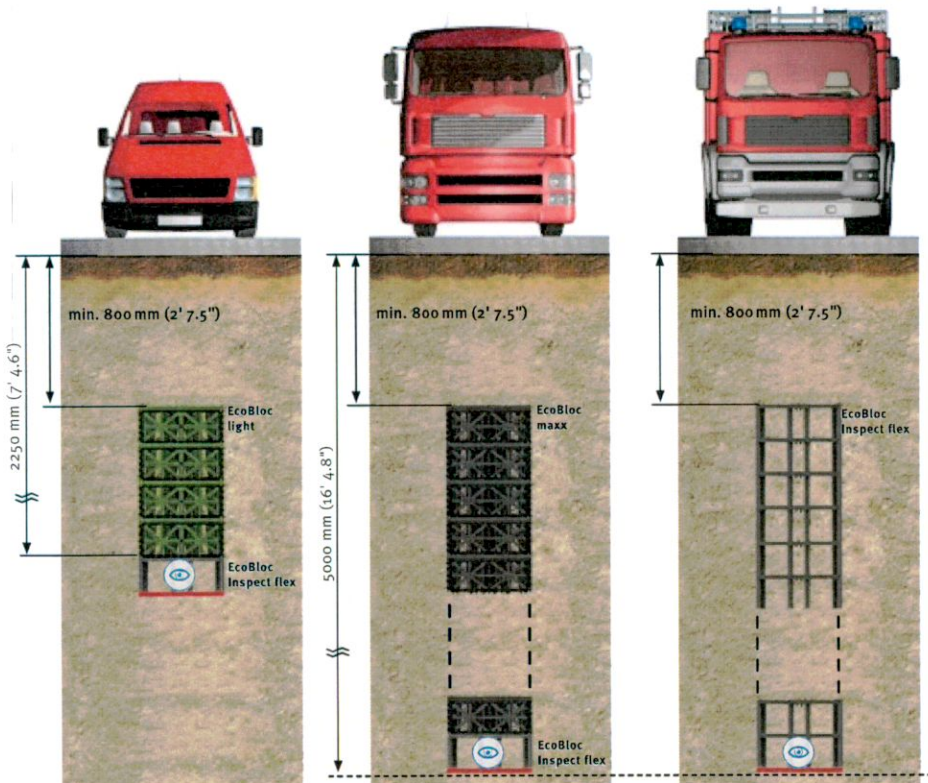 min. 800 mm (2' 7.5")
2250 mm (7' 4.6")
EcoBloc
light
EcoBloc
Inspect flex
min. 800 mm (2' 7.5")
5000 mm (16' 4.8")
EcoBloc
maxx
EcoBloc
Inspect flex
min. 800 mm (2' 7.5")
EcoBloc
Inspect flex